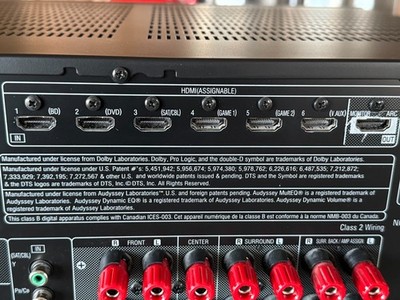 HDMI(ASSIGNABLE)
1 (BD) 2 (DVD) 3 (SAT/CBL) 4 (GAME1) 5 (GAME 2) 6 (V.AUX) MONITOR ARC
IN OUT
Manufactured under license from Dolby Laboratories. Dolby, Pro Logic, and the double-D symbol are trademarks of Dolby Laboratories.
Manufactured under license under U.S. Patent #'s: 5,451,942; 5,956,674; 5,974,380; 5,978,762; 6,226,616; 6,487,535; 7,212,872;
7,333,929; 7,392,195; 7,272,567 & other U.S. and worldwide patents issued & pending. DTS and the Symbol are registered trademarks
& the DTS logos are trademarks of DTS, Inc.©DTS, Inc. All Rights Reserved.
Manufactured under license from Audyssey Laboratories™. U.S. and foreign patents pending. Audyssey MultEQ® is a registered trademark of
Audyssey Laboratories. Audyssey Dynamic EQ® is a registered trademark of Audyssey Laboratories. Audyssey Dynamic Volume® is a
registered trademark of Audyssey Laboratories.
This class B digital apparatus complies with Canadian ICES-003. Cet appareil numérique de la classe B est conforme à la norme NMB-003 du Canada.
Class 2 Wiring
IN
(SAT/CBL)
R FRONT L CENTER R SURROUND L R SURR. BACK / AMP ASSIGN L